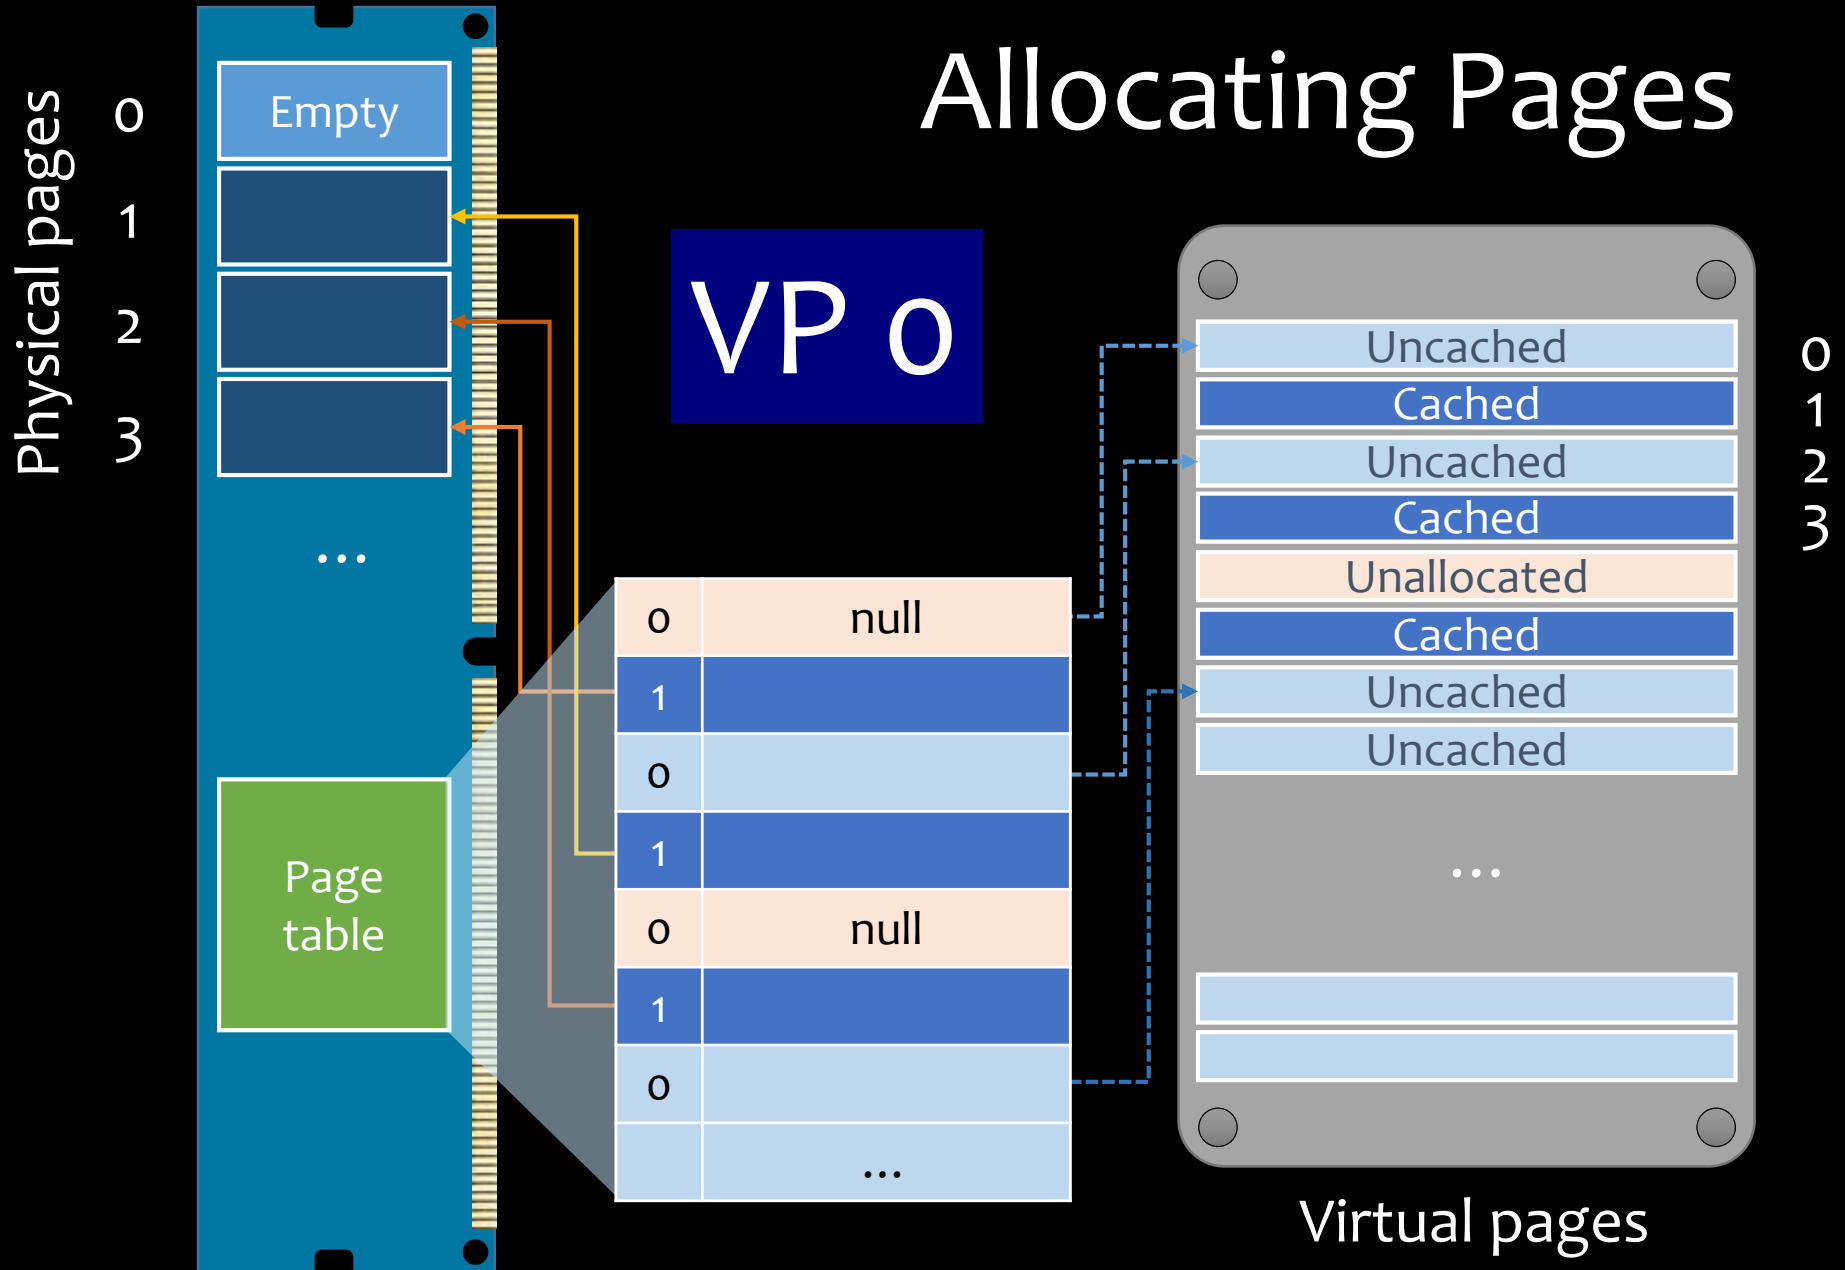 Allocating Pages
Physical pages
0
1
2
3
Empty
...
Page
table
VP 0
0 null
1
0
1
0 null
1
0
...
Uncached
Cached
Uncached
Cached
Unallocated
Cached
Uncached
Uncached
...
0
1
2
3
Virtual pages